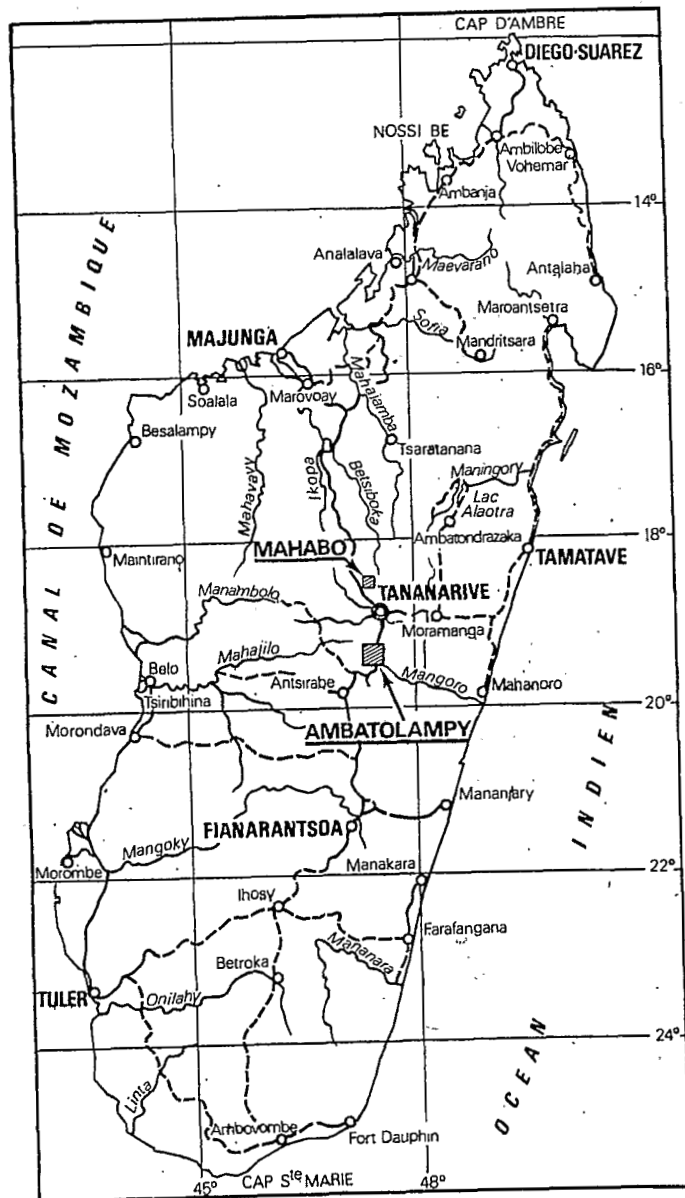 CAP D'AMBRE
DIEGO-SUAREZ
NOSSI BE
Ambilobe
Vohemar
Ambanja
14°
CANAL DE MOZAMBIQUE
Analalava
Maevarano
Antalaha
Maroantsetra
Sofia
MAJUNGA
Mandritsara
16°
Soalala
Marovoay
Mahajamba
Besalampy
Tsaratanana
Mahavavy
Ikopa
Betsiboka
Maningory
Lac
Alaotra
Ambatondrazaka
18°
Maintirano
MAHABO
TAMATAVE
Manambolo
TANANARIVE
Moramanga
Mahajilo
Belo
Antsirabe
Mangoro
Mahanoro
Tsiribihina
20°
Morondava
AMBATOLAMPY
OCEAN INDIEN
Mananjary
FIANARANTSOA
Mangoky
Manakara
Morombe
22°
Ihosy
Farafangana
Mananara
Betroka
TULER
Onilahy
24°
Linta
Ambovombe
Fort Dauphin
45°
CAP Ste MARIE
48°